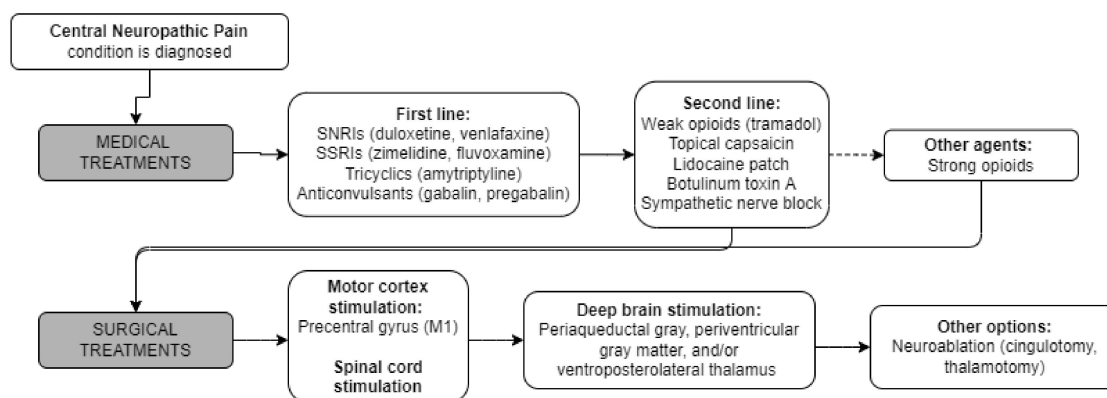 Central Neuropathic Pain
condition is diagnosed
MEDICAL
TREATMENTS
First line:
SNRIs (duloxetine, venlafaxine)
SSRIs (zimelidine, fluvoxamine)
Tricyclics (amytriptyline)
Anticonvulsants (gabalin, pregabalin)
Second line:
Weak opioids (tramadol)
Topical capsaicin
Lidocaine patch
Botulinum toxin A
Sympathetic nerve block
Other agents:
Strong opioids
SURGICAL
TREATMENTS
Motor cortex
stimulation:
Precentral gyrus (M1)
Spinal cord
stimulation
Deep brain stimulation:
Periaqueductal gray, periventricular
gray matter, and/or
ventroposterolateral thalamus
Other options:
Neuroablation (cingulotomy,
thalamotomy)